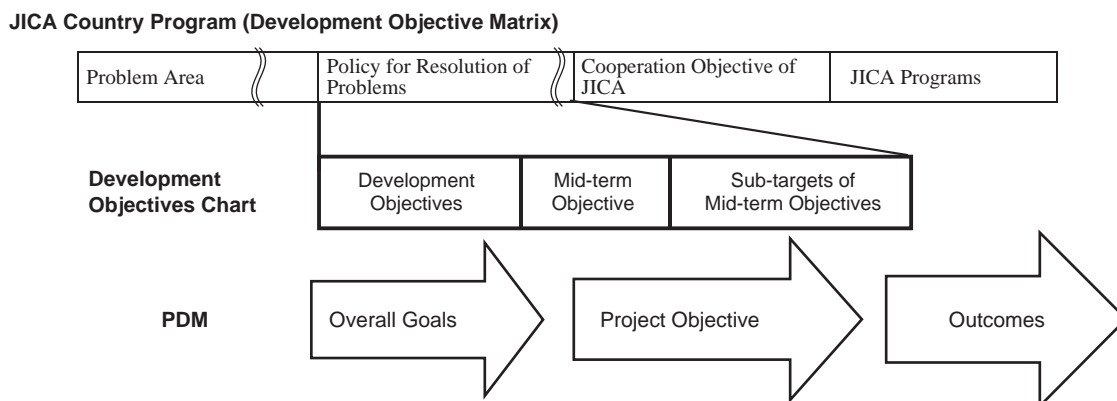 JICA Country Program (Development Objective Matrix)
Problem Area
Policy for Resolution of
Problems
Cooperation Objective of
JICA
JICA Programs
Development
Objectives Chart
Development
Objectives
Mid-term
Objective
Sub-targets of
Mid-term Objectives
PDM
Overall Goals
Project Objective
Outcomes